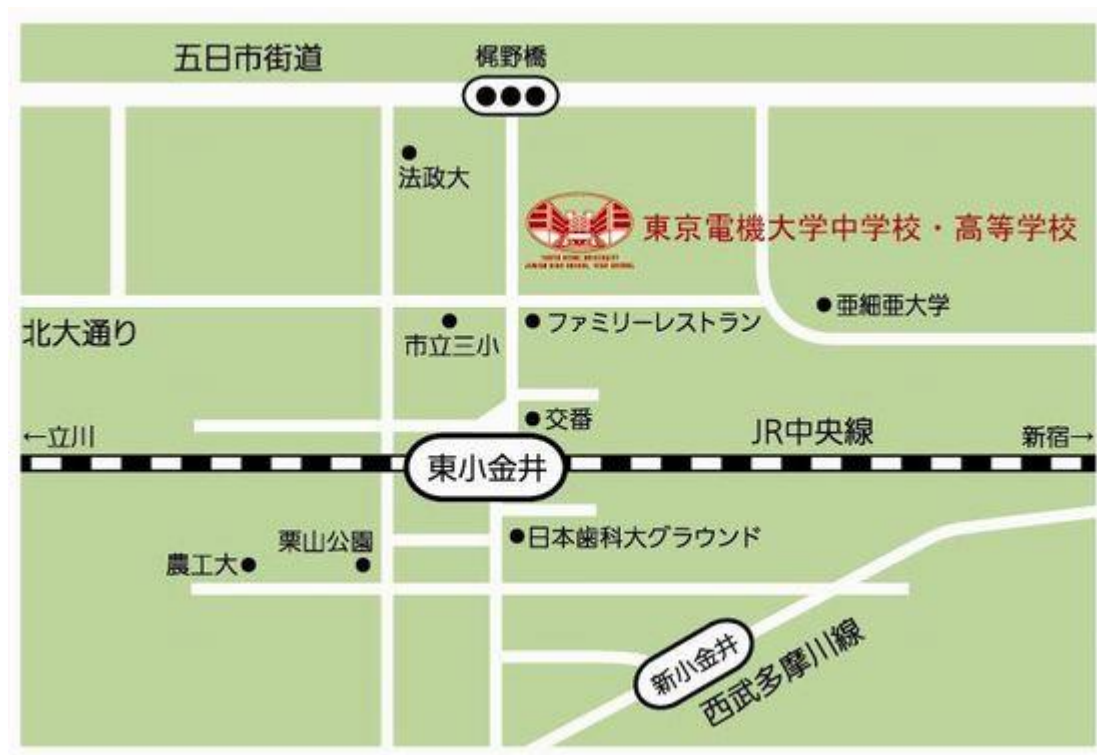 五日市街道
梶野橋
法政大
東京電機大学中学校・高等学校
北大通り
市立三小
ファミリーレストラン
亜細亜大学
交番
←立川
JR中央線
新宿→
東小金井
栗山公園
日本歯科大グラウンド
農工大
新小金井
西武多摩川線